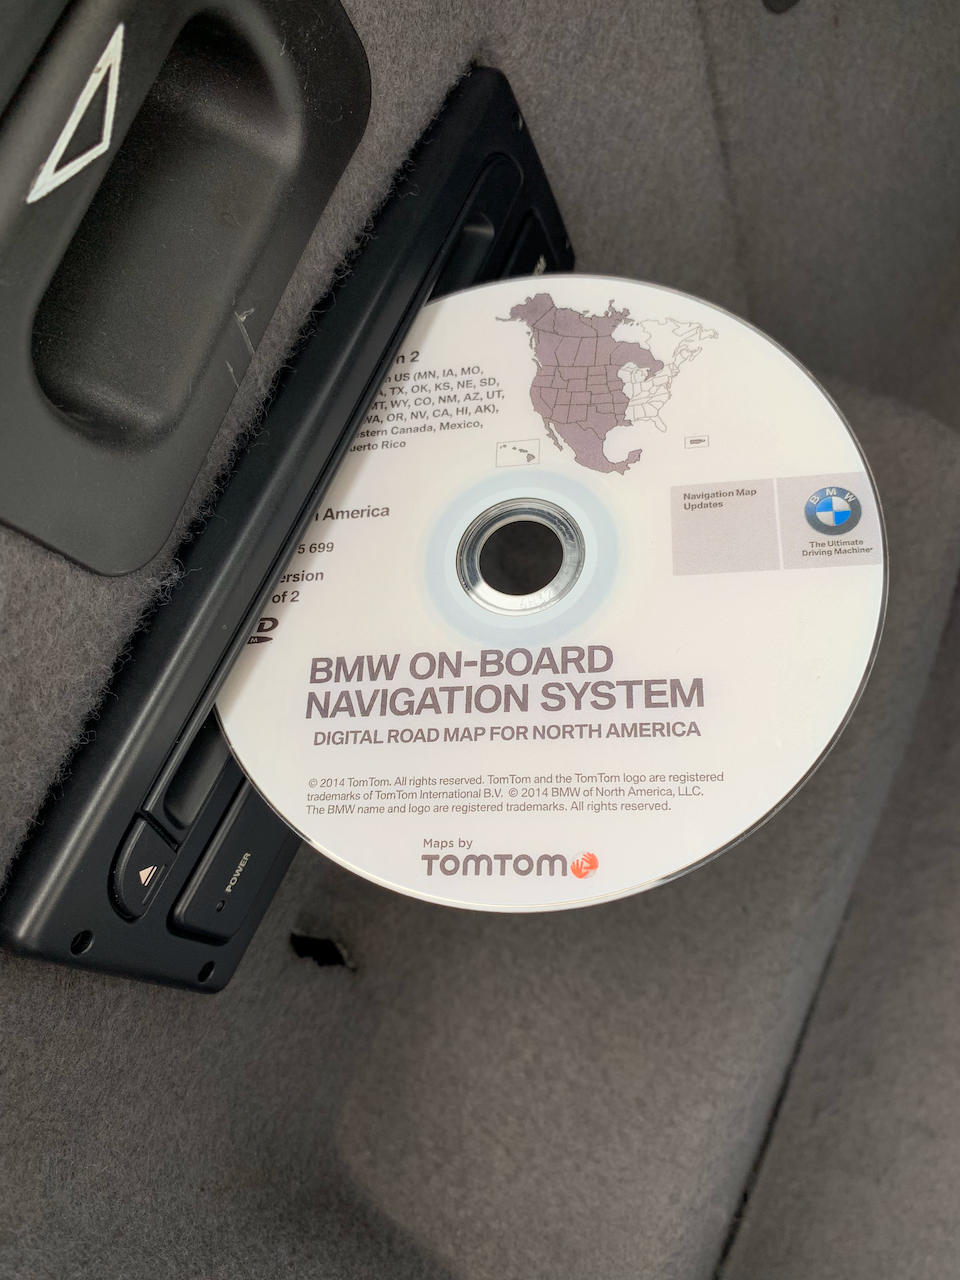 n 2
US (MN, IA, MO,
TX, OK, KS, NE, SD,
MT, WY, CO, NM, AZ, UT,
WA, OR, NV, CA, HI, AK),
estern Canada, Mexico,
uerto Rico
America
5 699
ersion
of 2
Navigation Map
Updates
BMW
The Ultimate
Driving Machine®
BMW ON-BOARD
NAVIGATION SYSTEM
DIGITAL ROAD MAP FOR NORTH AMERICA
© 2014 TomTom. All rights reserved. TomTom and the TomTom logo are registered
trademarks of TomTom International B.V. © 2014 BMW of North America, LLC.
The BMW name and logo are registered trademarks. All rights reserved.
Maps by
TOMTOM
POWER